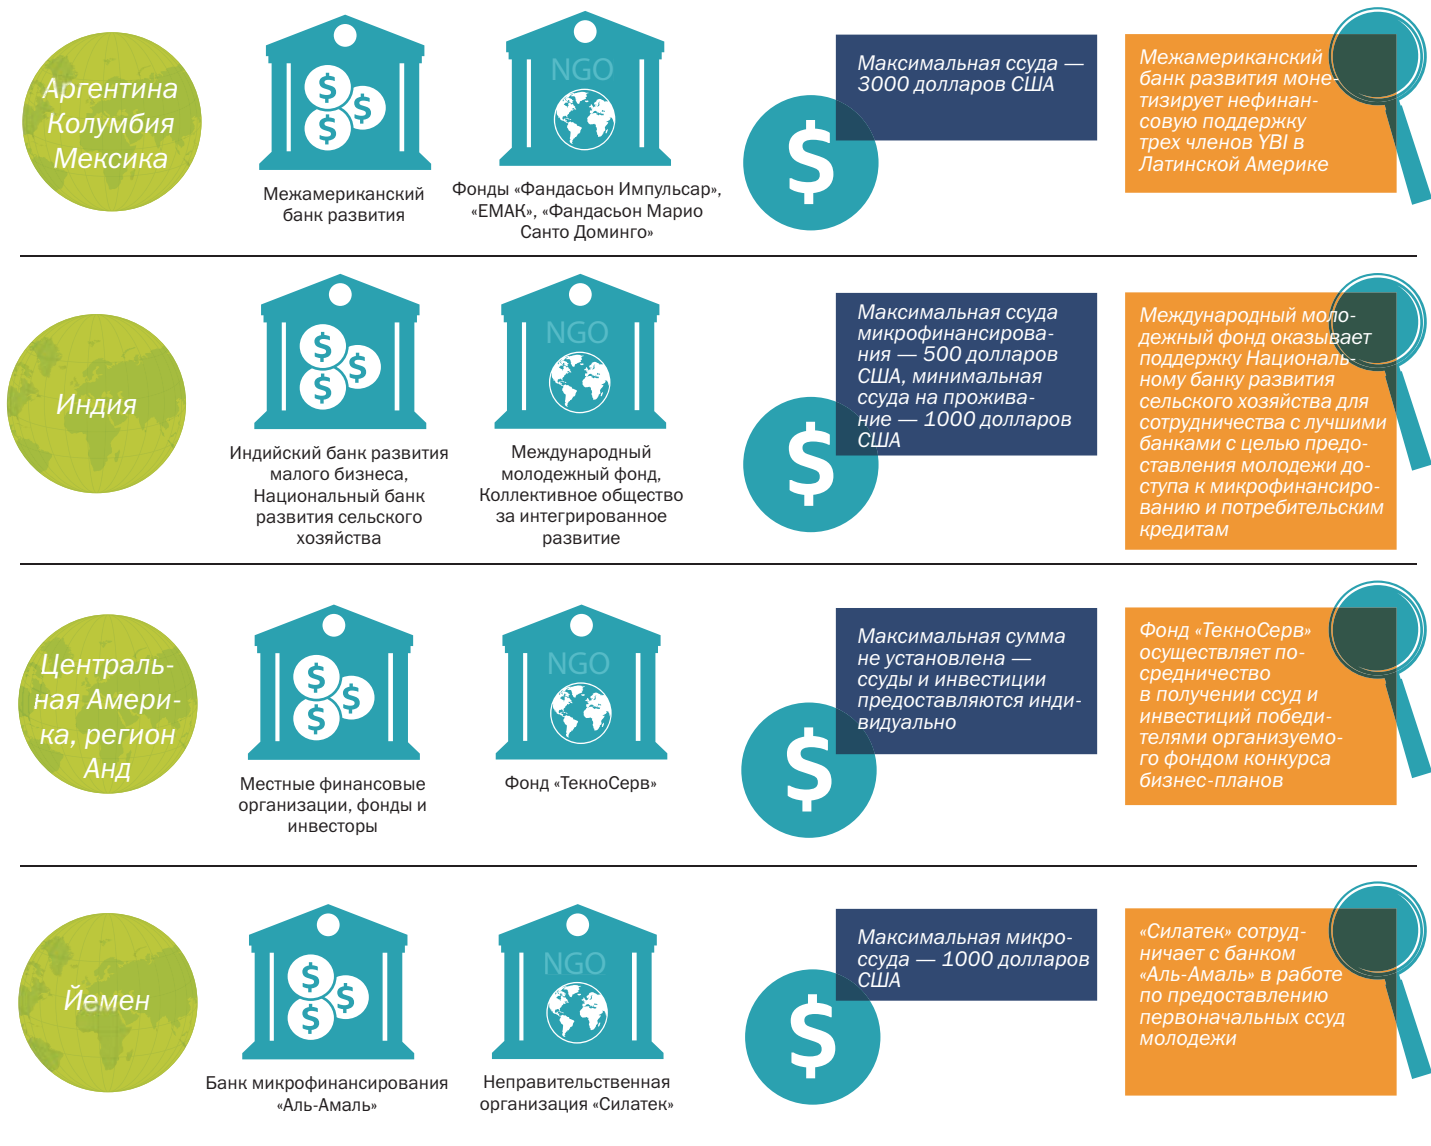 Аргентина
Колумбия
Мексика
Межамериканский
банк развития
NGO
Фонды «Фандасьон Импульсар»,
«ЕМАК», «Фандасьон Марио
Санто Доминго»
$
$
$
$
Максимальная ссуда —
3000 долларов США
Межамериканский
банк развития моне-
тизирует нефинан-
совую поддержку
трех членов YBI в
Латинской Америке
Индия
$
$
$
Индийский банк развития
малого бизнеса,
Национальный банк
развития сельского
хозяйства
NGO
Международный
молодежный фонд,
Коллективное общество
за интегрированное
развитие
$
Максимальная ссуда
микрофинансирова-
ния — 500 долларов
США, минимальная
ссуда на прожива-
ние — 1000 долларов
США
Международный моло-
дежный фонд оказывает
поддержку Националь-
ному банку развития
сельского хозяйства для
сотрудничества с лучшими
банками с целью предо-
ставления молодежи до-
ступа к микрофинансиро-
ванию и потребительским
кредитам
Централь-
ная Амери-
ка, регион
Анд
$
$
$
Местные финансовые
организации, фонды и
инвесторы
NGO
Фонд «ТекноСерв»
$
Максимальная сумма
не установлена —
ссуды и инвестиции
предоставляются инди-
видуально
Фонд «ТекноСерв»
осуществляет по-
средничество
в получении ссуд и
инвестиций победи-
телями организуемо-
го фондом конкурса
бизнес-планов
Йемен
$
$
$
Банк микрофинансирования
«Аль-Амаль»
NGO
Неправительственная
организация «Силатек»
$
Максимальная микро-
ссуда — 1000 долларов
США
«Силатек» сотруд-
ничает с банком
«Аль-Амаль» в работе
по предоставлению
первоначальных ссуд
молодежи